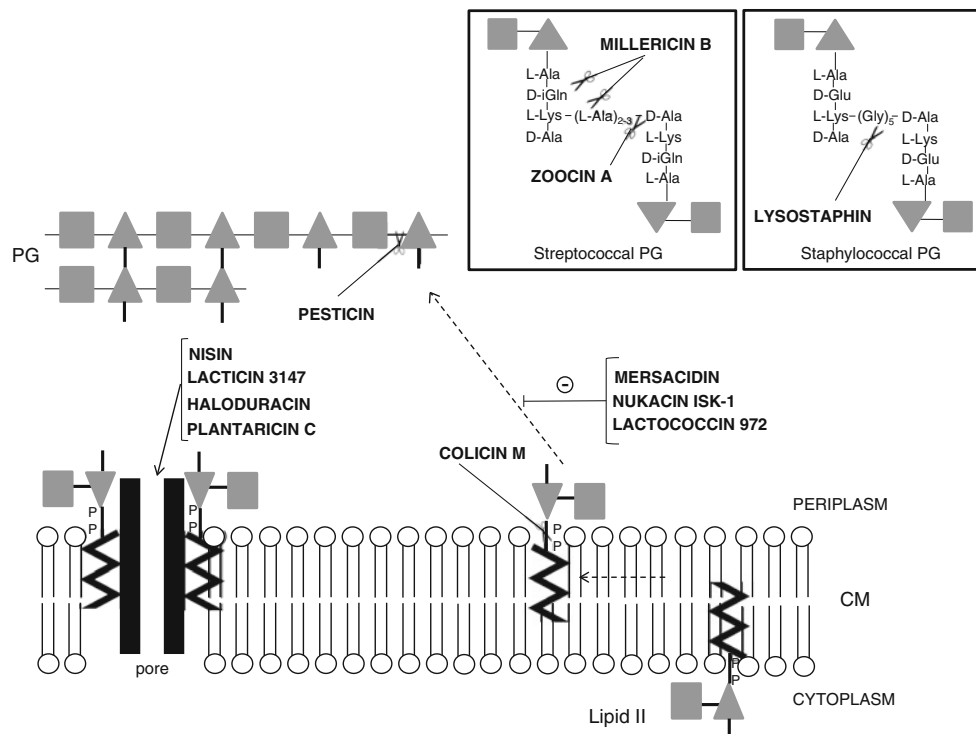 MILLERICIN B
L-Ala
D-iGln
L-Lys –(L-Ala)2-3 D-Ala
D-Ala
L-Lys
D-iGln
L-Ala
ZOOCIN A
Streptococcal PG
L-Ala
D-Glu
L-Lys–(Gly)5– D-Ala
D-Ala
L-Lys
D-Glu
L-Ala
LYSOSTAPHIN
Staphylococcal PG
PG
PESTICIN
NISIN
LACTICIN 3147
HALODURACIN
PLANTARICIN C
–
MERSACIDIN
NUKACIN ISK-1
LACTOCOCCIN 972
COLICIN M
P
P
P
P
P
P
PERIPLASM
CM
pore
P
P
CYTOPLASM
Lipid II